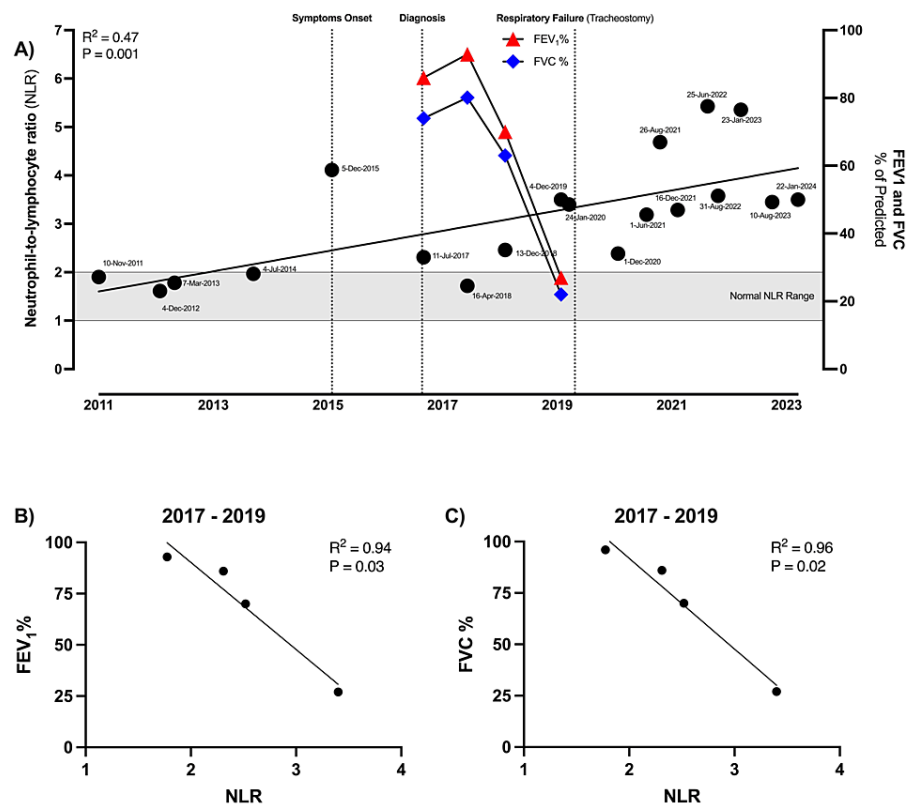 Symptoms Onset
Diagnosis
Respiratory Failure (Tracheostomy)
A)
R² = 0.47
P = 0.001
FEV₁%
FVC %
Neutrophil-to-lymphocyte ratio (NLR)
7
6
5
4
3
2
1
0
100
80
60
40
20
0
FEV1 and FVC
% of Predicted
10-Nov-2011
4-Dec-2012
7-Mar-2013
4-Jul-2014
5-Dec-2015
11-Jul-2017
16-Apr-2018
13-Dec-2018
4-Dec-2019
24-Jan-2020
1-Dec-2020
1-Jun-2021
26-Aug-2021
16-Dec-2021
25-Jun-2022
31-Aug-2022
23-Jan-2023
10-Aug-2023
22-Jan-2024
Normal NLR Range
2011 2013 2015 2017 2019 2021 2023
B)
2017 - 2019
R² = 0.94
P = 0.03
FEV₁%
100
75
50
25
0
1 2 3 4
NLR
C)
2017 - 2019
R² = 0.96
P = 0.02
FVC %
100
75
50
25
0
1 2 3 4
NLR